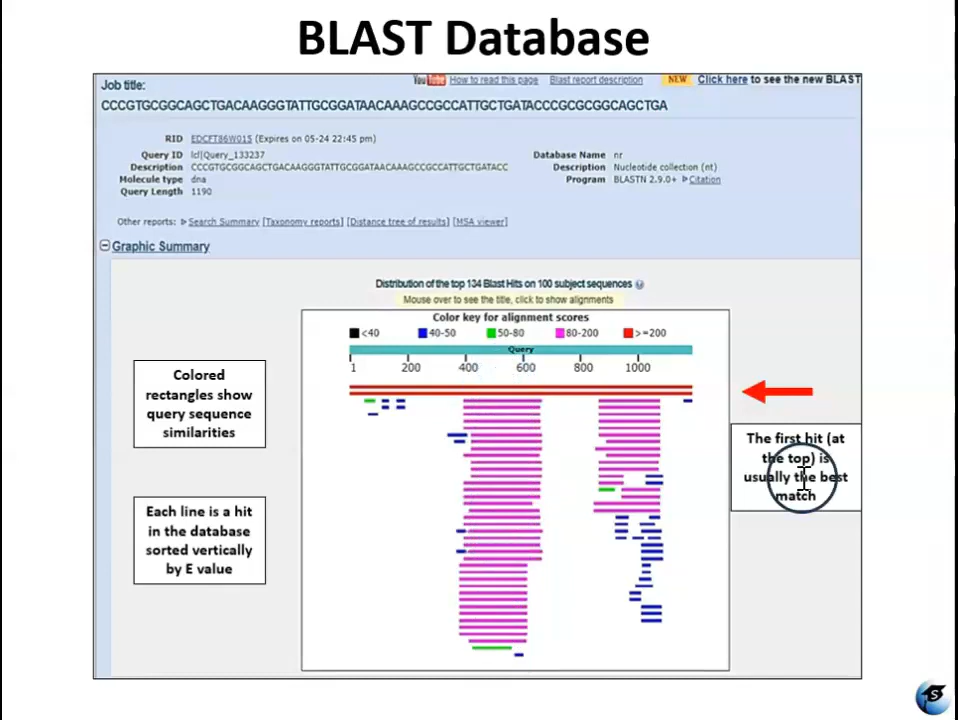 BLAST Database
Job title:
YouTube How to read this page Blast report description NEW Click here to see the new BLAST
CCCGTGCGGCAGCTGACAAGGGTATTGCGGATAACAAAGCCGCCATTGCTGATACCCGCGCGGCAGCTGA
RID EDCFT86W015 (Expires on 05-24 22:45 pm)
Query ID lcl|Query_133237
Description CCCGTGCGGCAGCTGACAAGGGTATTGCGGATAACAAAGCCGCCATTGCTGATACC
Molecule type dna
Query Length 1190
Database Name nr
Description Nucleotide collection (nt)
Program BLASTN 2.9.0+ Citation
Other reports: Search Summary [Taxonomy reports] [Distance tree of results] [MSA viewer]
Graphic Summary
Distribution of the top 134 Blast Hits on 100 subject sequences
Mouse over to see the title, click to show alignments
Color key for alignment scores
<40 40-50 50-80 80-200 >=200
Query
1 200 400 600 800 1000
Colored
rectangles show
query sequence
similarities
Each line is a hit
in the database
sorted vertically
by E value
The first hit (at
the top) is
usually the best
match
S